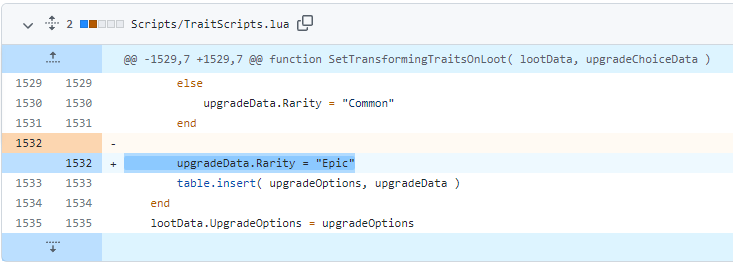 2 Scripts/TraitScripts.lua
@@ -1529,7 +1529,7 @@ function SetTransformingTraitsOnLoot( lootData, upgradeChoiceData )
1529 1529 else
1530 1530 upgradeData.Rarity = "Common"
1531 1531 end
1532 -
1532 + upgradeData.Rarity = "Epic"
1533 1533 table.insert( upgradeOptions, upgradeData )
1534 1534 end
1535 1535 lootData.UpgradeOptions = upgradeOptions